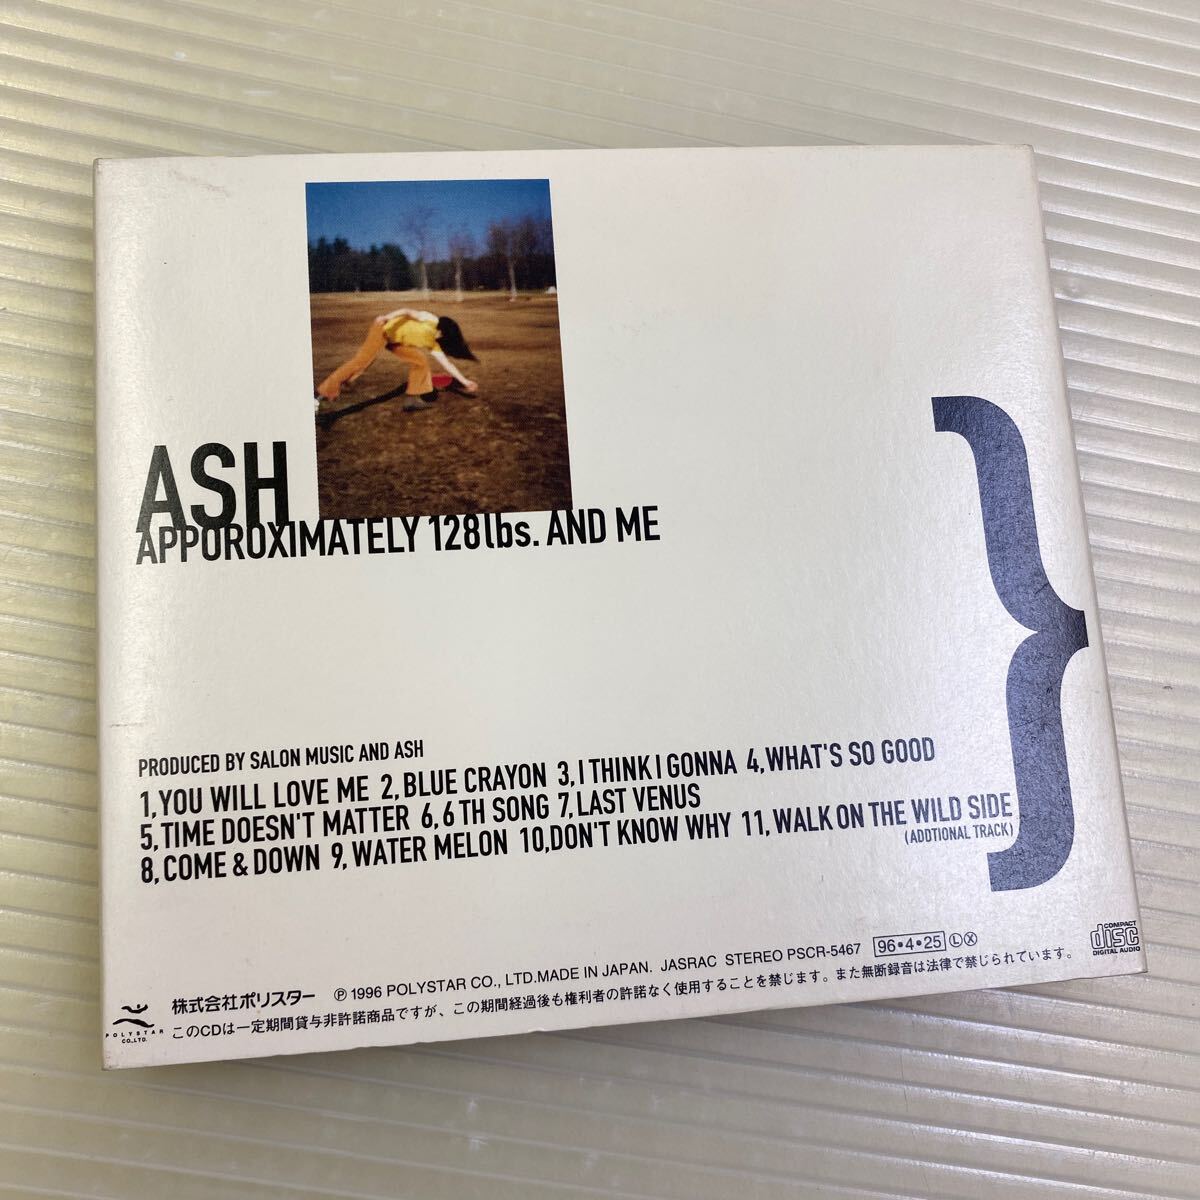 ASH
APPOROXIMATELY 128lbs. AND ME
PRODUCED BY SALON MUSIC AND ASH
1,YOU WILL LOVE ME 2,BLUE CRAYON 3,I THINK I GONNA 4,WHAT'S SO GOOD
5,TIME DOESN'T MATTER 6,6TH SONG 7,LAST VENUS
8,COME & DOWN 9,WATER MELON 10,DON'T KNOW WHY 11,WALK ON THE WILD SIDE
(ADDTIONAL TRACK)
POLYSTAR
CO.,LTD.
株式会社ポリスター ℗ 1996 POLYSTAR CO., LTD.MADE IN JAPAN. JASRAC STEREO PSCR-5467 96•4•25 Ⓛ Ⓧ
このCDは一定期間貸与非許諾商品ですが、この期間経過後も権利者の許諾なく使用することを禁じます。また無断録音は法律で禁じられています。
COMPACT
disc
DIGITAL AUDIO